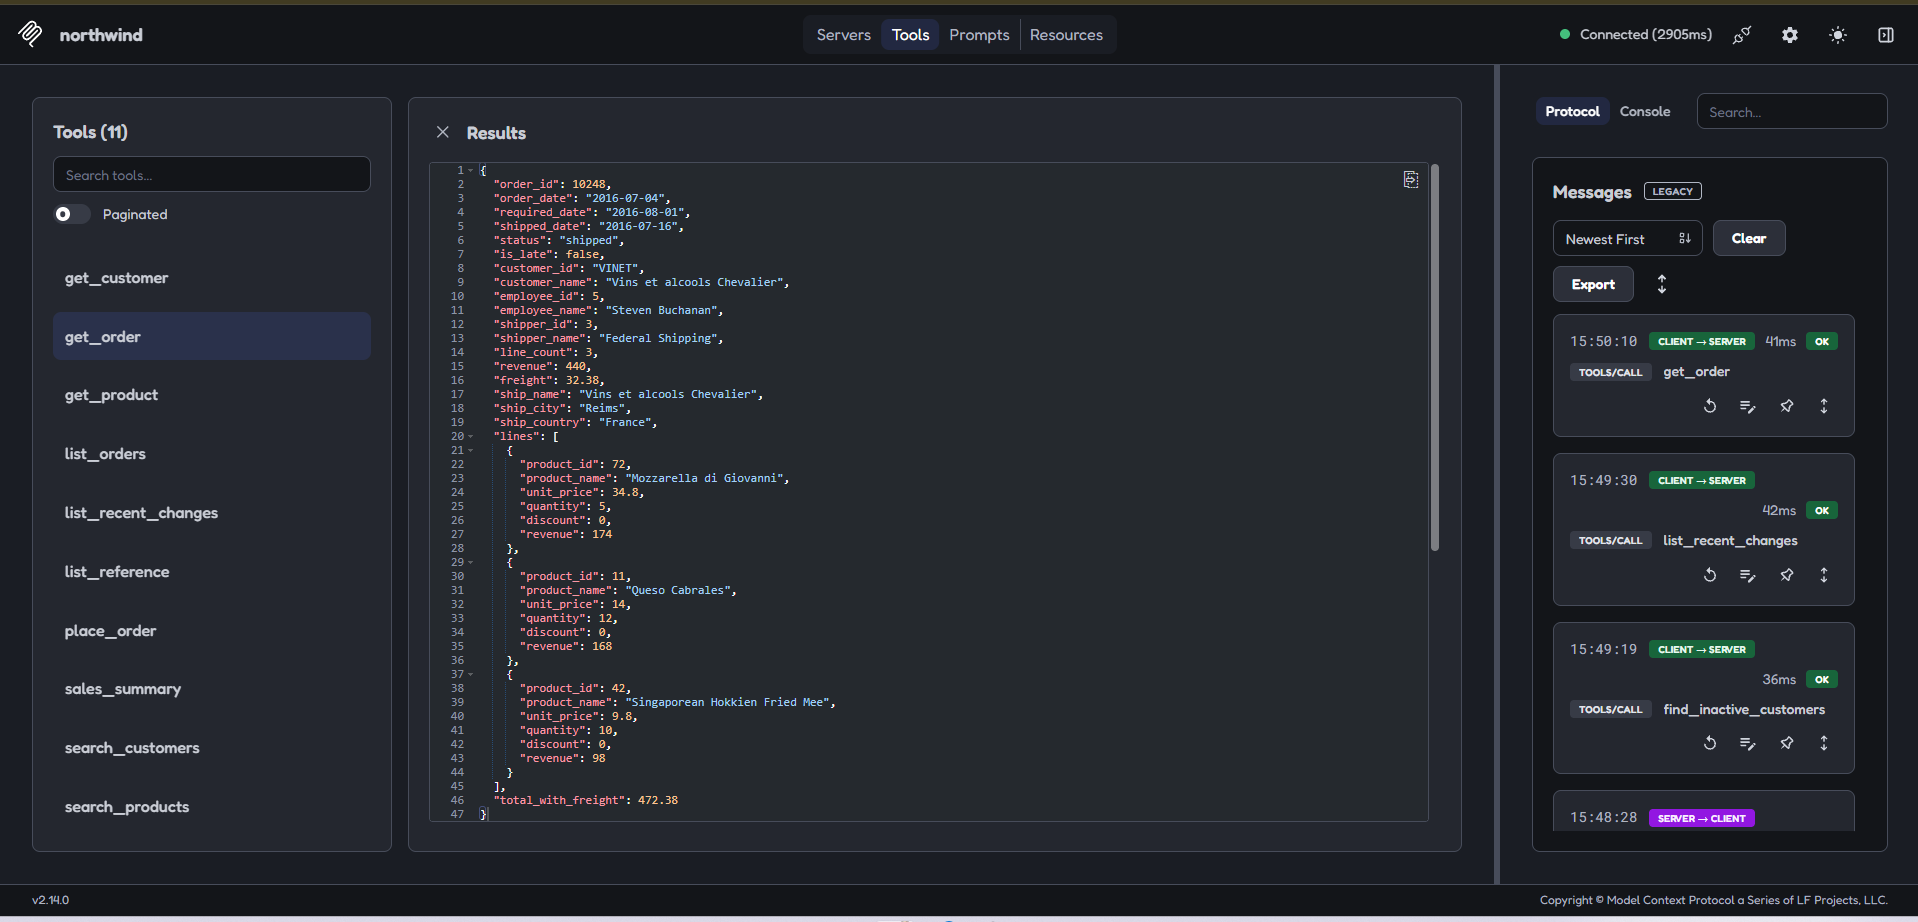 northwind
Servers Tools Prompts Resources
Connected (2905ms)
Tools (11)
Search tools...
Paginated
get_customer
get_order
get_product
list_orders
list_recent_changes
list_reference
place_order
sales_summary
search_customers
search_products
Results
1 {
2 "order_id": 10248,
3 "order_date": "2016-07-04",
4 "required_date": "2016-08-01",
5 "shipped_date": "2016-07-16",
6 "status": "shipped",
7 "is_late": false,
8 "customer_id": "VINET",
9 "customer_name": "Vins et alcools Chevalier",
10 "employee_id": 5,
11 "employee_name": "Steven Buchanan",
12 "shipper_id": 3,
13 "shipper_name": "Federal Shipping",
14 "line_count": 3,
15 "revenue": 440,
16 "freight": 32.38,
17 "ship_name": "Vins et alcools Chevalier",
18 "ship_city": "Reims",
19 "ship_country": "France",
20 "lines": [
21 {
22 "product_id": 72,
23 "product_name": "Mozzarella di Giovanni",
24 "unit_price": 34.8,
25 "quantity": 5,
26 "discount": 0,
27 "revenue": 174
28 },
29 {
30 "product_id": 11,
31 "product_name": "Queso Cabrales",
32 "unit_price": 14,
33 "quantity": 12,
34 "discount": 0,
35 "revenue": 168
36 },
37 {
38 "product_id": 42,
39 "product_name": "Singaporean Hokkien Fried Mee",
40 "unit_price": 9.8,
41 "quantity": 10,
42 "discount": 0,
43 "revenue": 98
44 }
45 ],
46 "total_with_freight": 472.38
47 }
Protocol Console Search...
Messages LEGACY
Newest First Clear
Export
15:50:10 CLIENT → SERVER 41ms OK
TOOLS/CALL get_order
15:49:30 CLIENT → SERVER
42ms OK
TOOLS/CALL list_recent_changes
15:49:19 CLIENT → SERVER
36ms OK
TOOLS/CALL find_inactive_customers
15:48:28 SERVER → CLIENT
v2.14.0
Copyright © Model Context Protocol a Series of LF Projects, LLC.